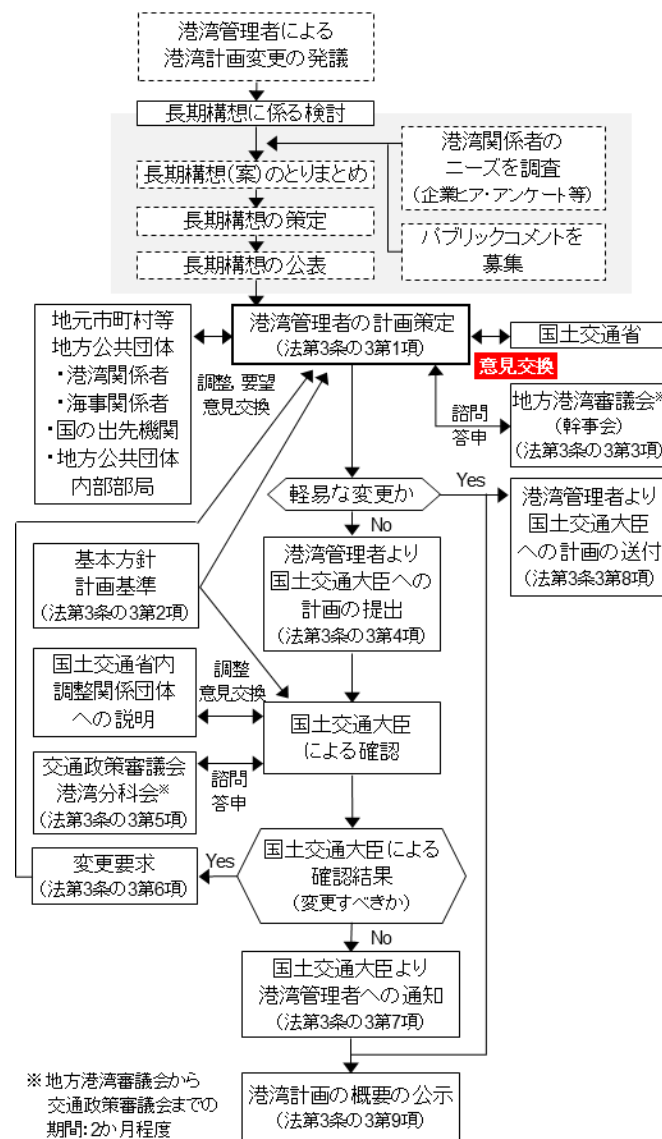 港湾管理者による
港湾計画変更の発議
長期構想に係る検討
港湾関係者の
ニーズを調査
(企業ヒア・アンケート等)
長期構想(案)のとりまとめ
長期構想の策定
パブリックコメントを
募集
長期構想の公表
地元市町村等
地方公共団体
・港湾関係者
・海事関係者
・国の出先機関
・地方公共団体
内部部局
調整, 要望
意見交換
港湾管理者の計画策定
(法第3条の3第1項)
国土交通省
意見交換
諮問
答申
地方港湾審議会※
(幹事会)
(法第3条の3第3項)
軽易な変更か
Yes
No
港湾管理者より
国土交通大臣
への計画の送付
(法第3条3第8項)
基本方針
計画基準
(法第3条の3第2項)
港湾管理者より
国土交通大臣への
計画の提出
(法第3条の3第4項)
国土交通省内
調整関係団体
への説明
調整
意見交換
国土交通大臣
による確認
交通政策審議会
港湾分科会※
(法第3条の3第5項)
諮問
答申
国土交通大臣による
確認結果
(変更すべきか)
Yes
変更要求
(法第3条の3第6項)
No
国土交通大臣より
港湾管理者への通知
(法第3条の3第7項)
港湾計画の概要の公示
(法第3条の3第9項)
※地方港湾審議会から
交通政策審議会までの
期間:2か月程度